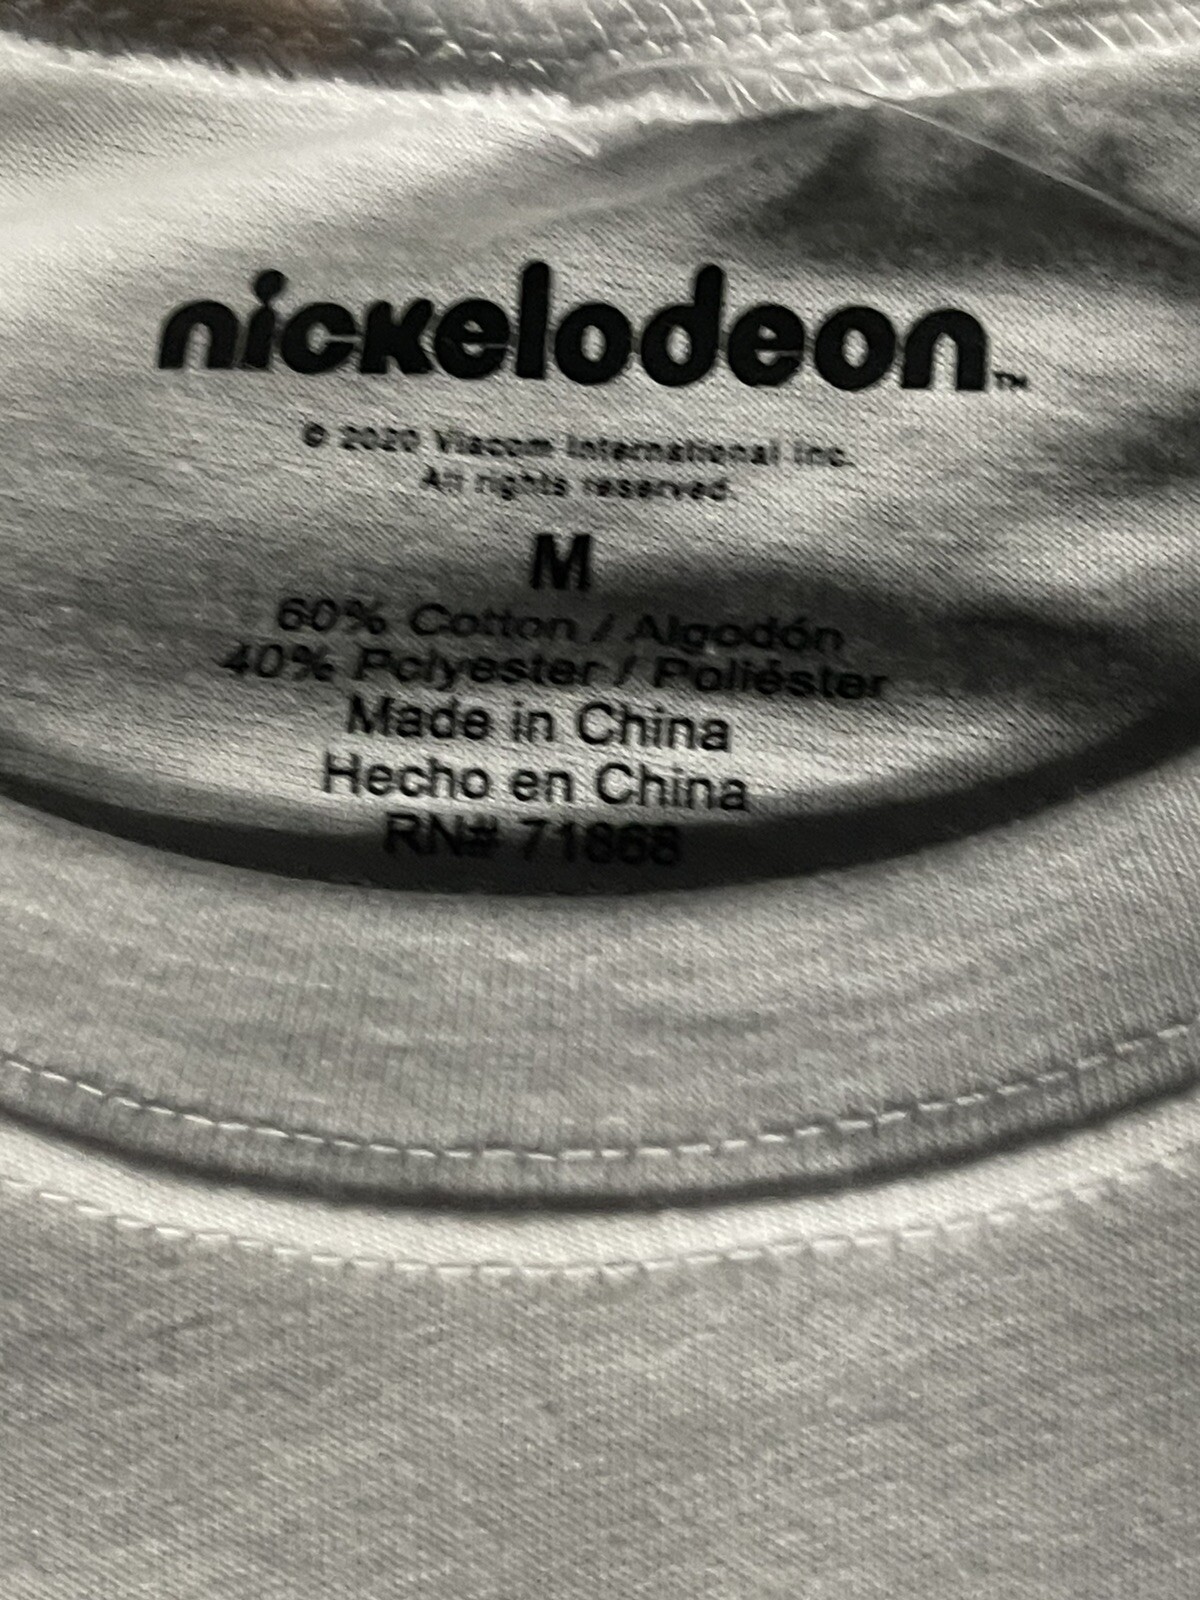 nickelodeon™
© 2020 Viacom International Inc.
All rights reserved.
M
60% Cotton / Algodón
40% Polyester / Poliéster
Made in China
Hecho en China
RN# 71868